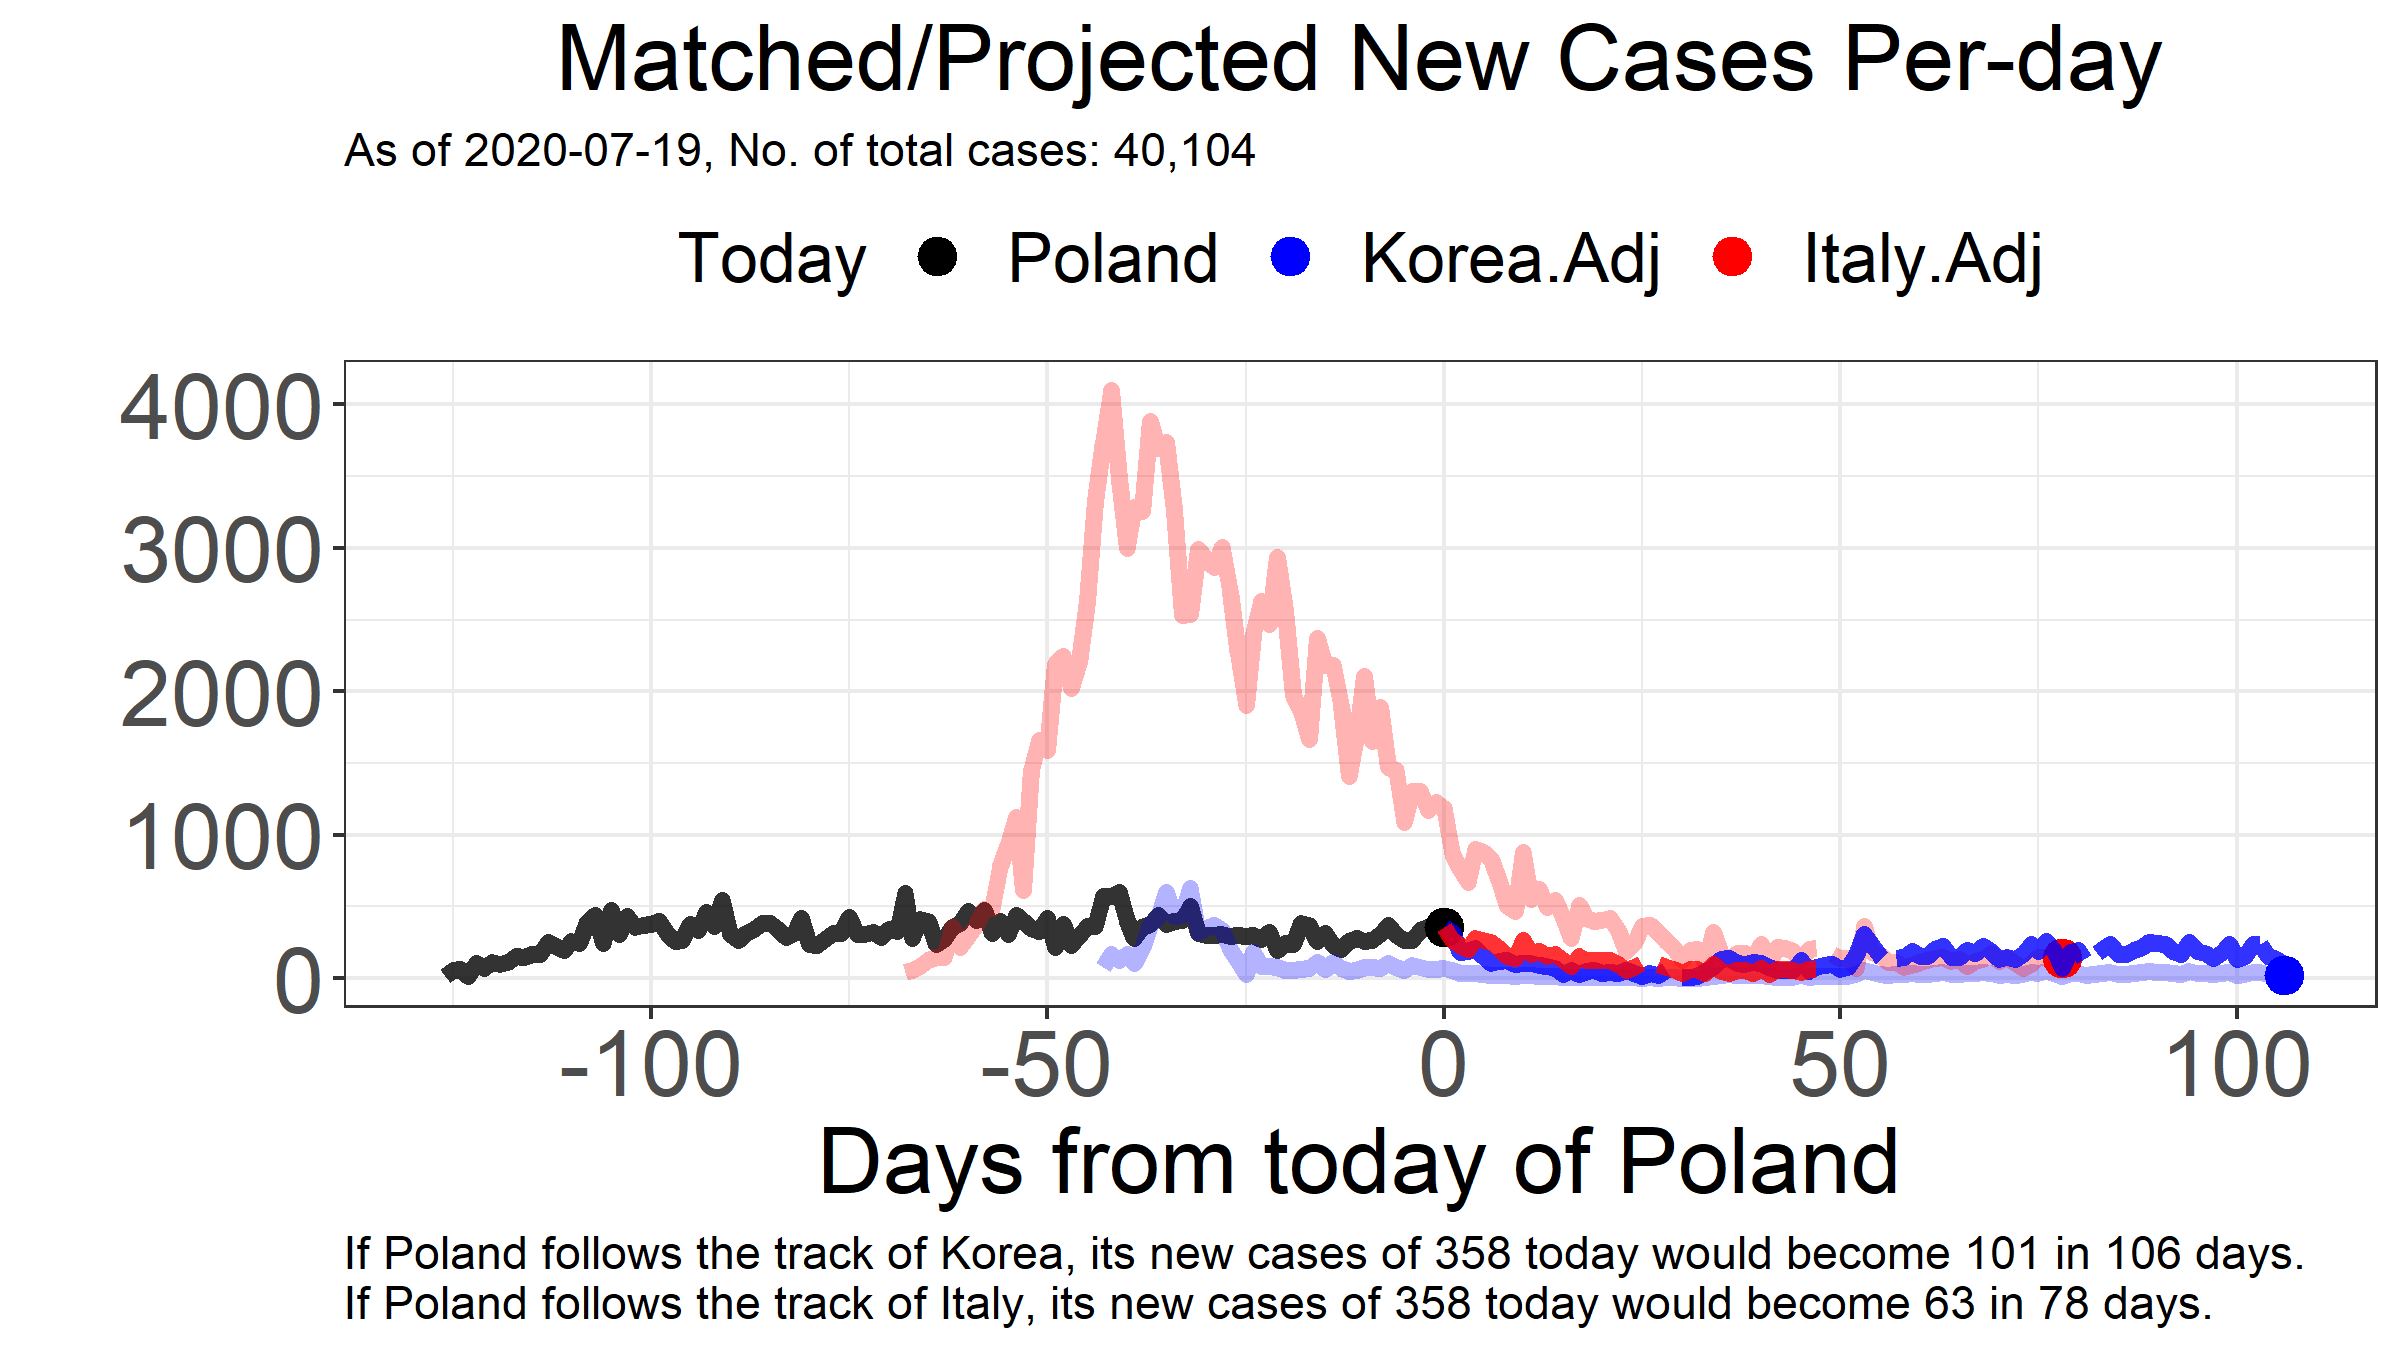 Matched/Projected New Cases Per-day
As of 2020-07-19, No. of total cases: 40,104
Today Poland Korea.Adj Italy.Adj
4000
3000
2000
1000
0
-100 -50 0 50 100
Days from today of Poland
If Poland follows the track of Korea, its new cases of 358 today would become 101 in 106 days.
If Poland follows the track of Italy, its new cases of 358 today would become 63 in 78 days.